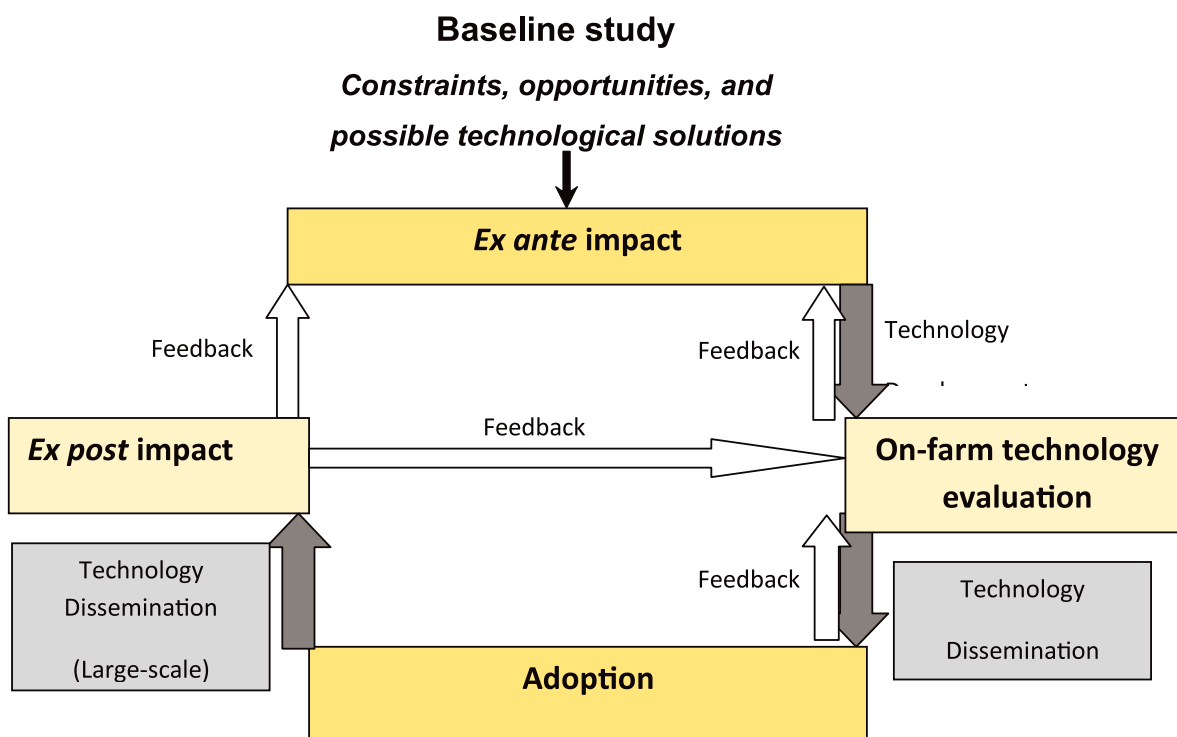 Baseline study
Constraints, opportunities, and
possible technological solutions
Ex ante impact
Feedback
Feedback
Technology
Ex post impact
Feedback
On-farm technology
evaluation
Technology
Dissemination
(Large-scale)
Feedback
Technology
Dissemination
Adoption